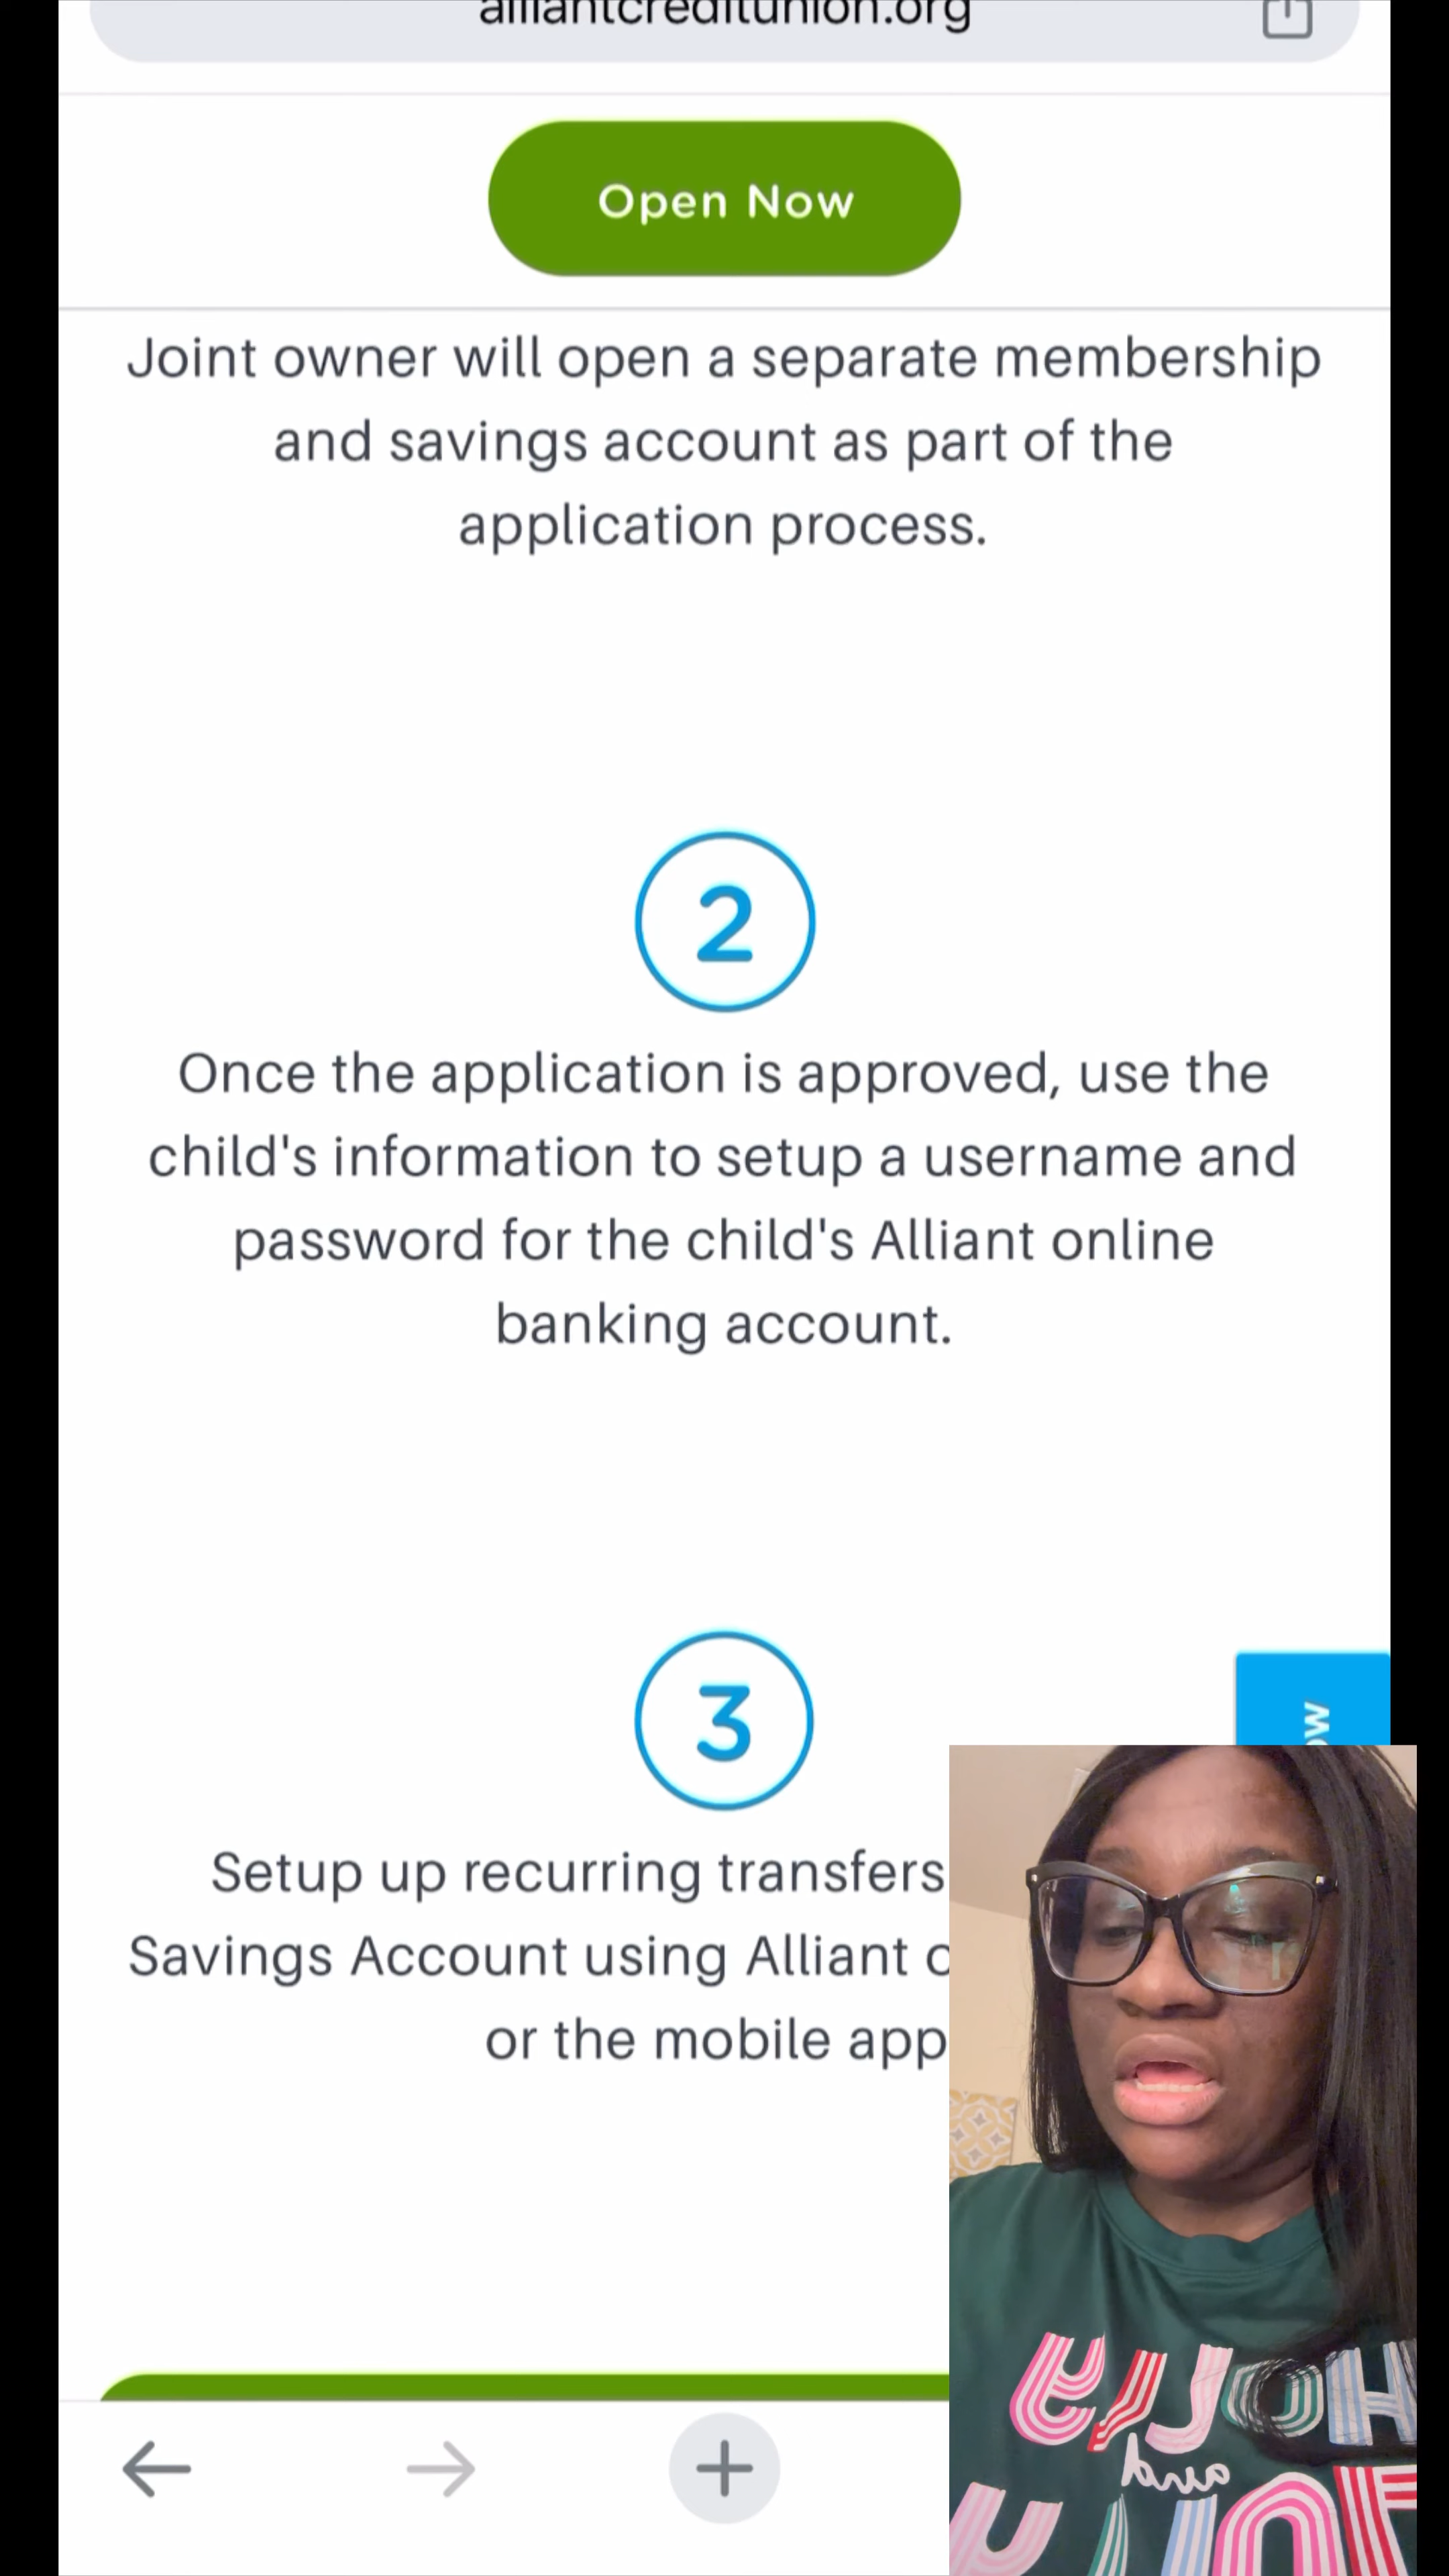 alliantcreditunion.org
Open Now
Joint owner will open a separate membership
and savings account as part of the
application process.
2
Once the application is approved, use the
child's information to setup a username and
password for the child's Alliant online
banking account.
3
Setup up recurring transfers
Savings Account using Alliant
or the mobile app
HOLLY
and